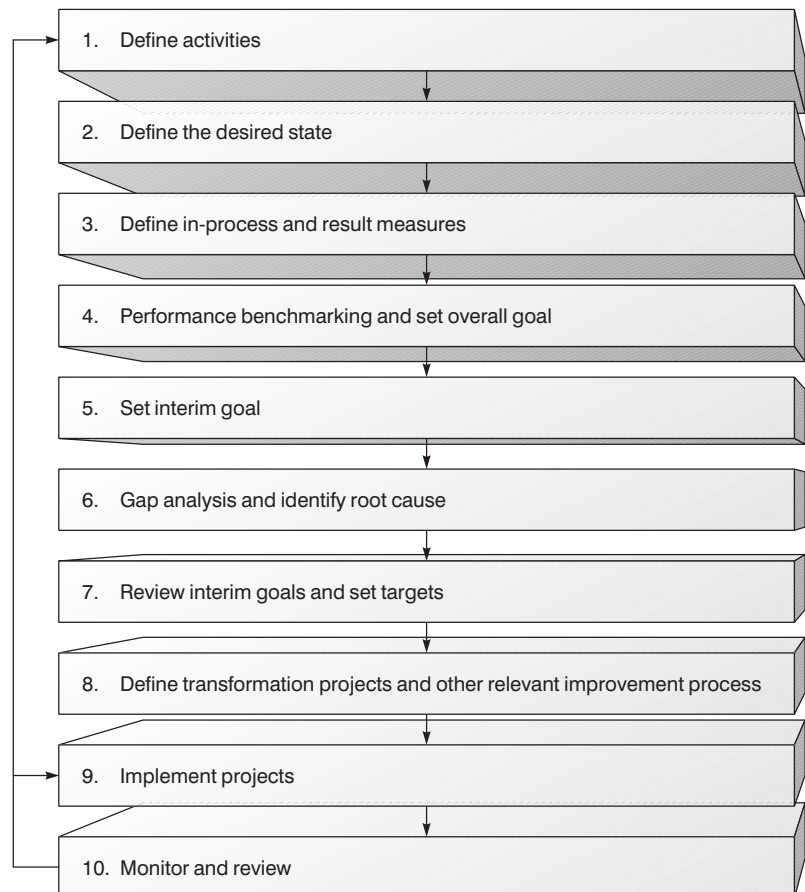 1. Define activities
2. Define the desired state
3. Define in-process and result measures
4. Performance benchmarking and set overall goal
5. Set interim goal
6. Gap analysis and identify root cause
7. Review interim goals and set targets
8. Define transformation projects and other relevant improvement process
9. Implement projects
10. Monitor and review